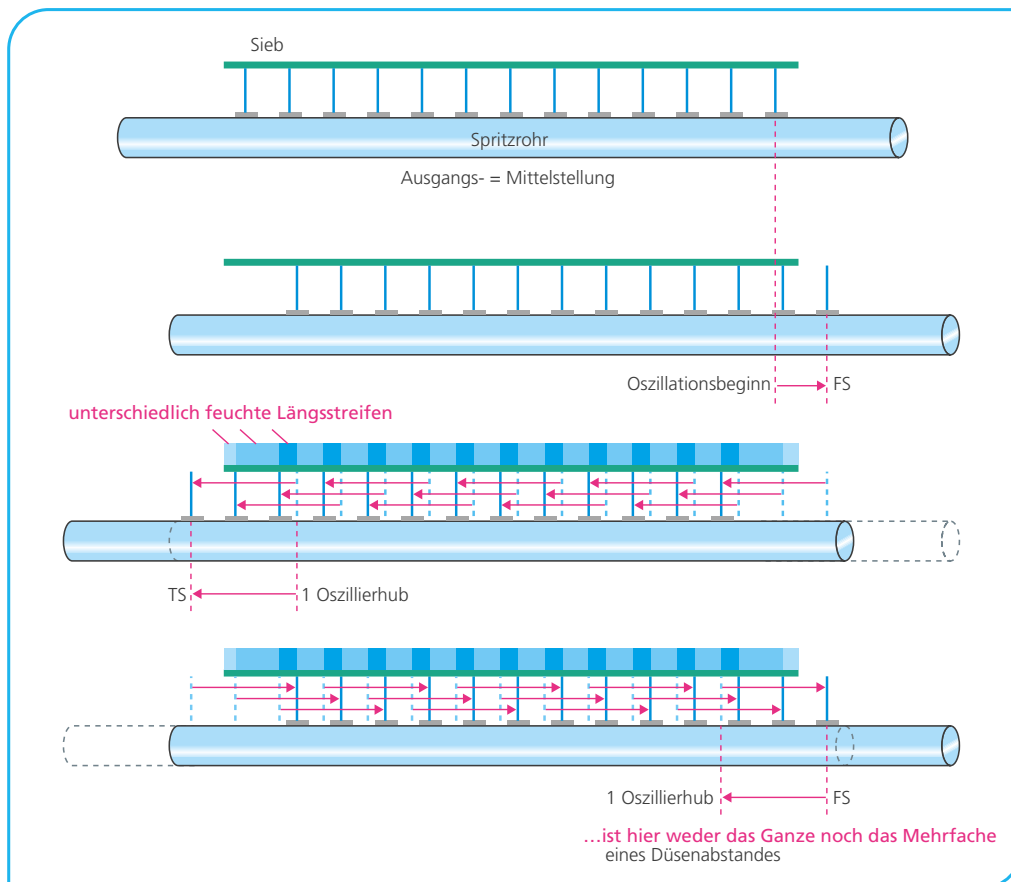 Sieb
Spritzrohr
Ausgangs- = Mittelstellung
Oszillationsbeginn FS
unterschiedlich feuchte Längsstreifen
TS 1 Oszillierhub
1 Oszillierhub FS
...ist hier weder das Ganze noch das Mehrfache
eines Düsenabstandes